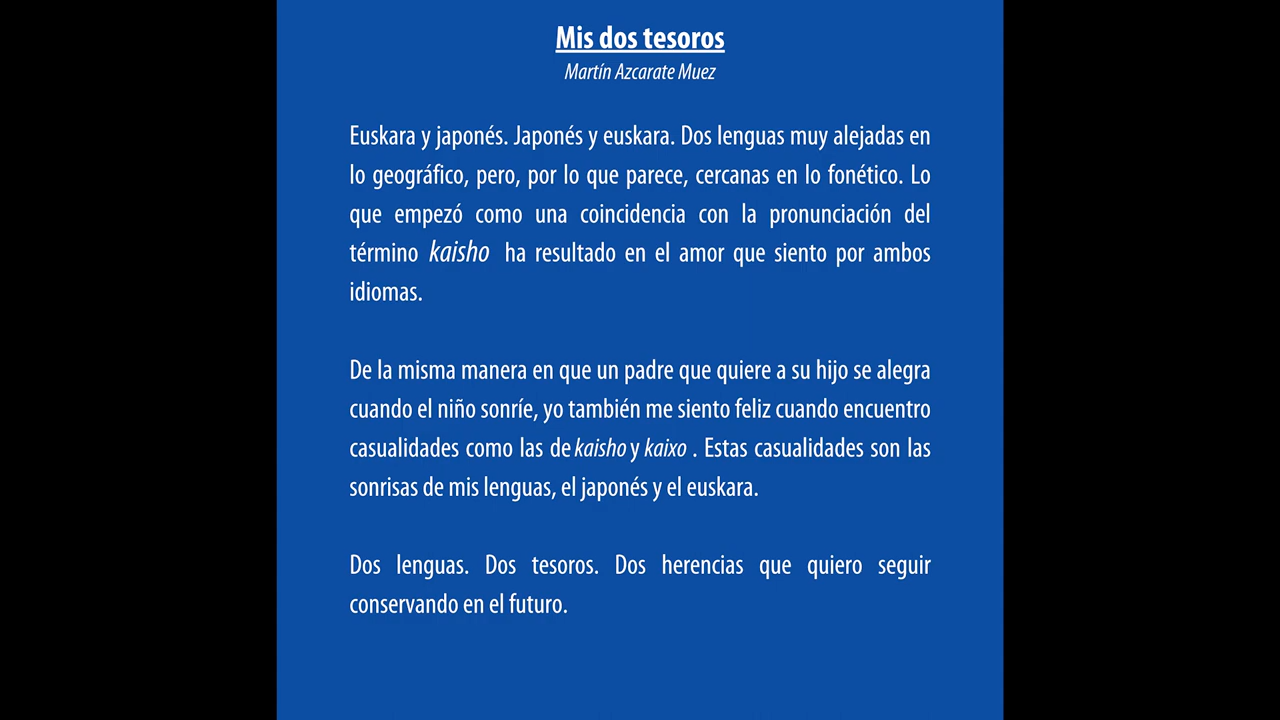 Mis dos tesoros
Martín Azcarate Muez
Euskara y japonés. Japonés y euskara. Dos lenguas muy alejadas en
lo geográfico, pero, por lo que parece, cercanas en lo fonético. Lo
que empezó como una coincidencia con la pronunciación del
término kaisho ha resultado en el amor que siento por ambos
idiomas.
De la misma manera en que un padre que quiere a su hijo se alegra
cuando el niño sonríe, yo también me siento feliz cuando encuentro
casualidades como las de kaisho y kaixo . Estas casualidades son las
sonrisas de mis lenguas, el japonés y el euskara.
Dos lenguas. Dos tesoros. Dos herencias que quiero seguir
conservando en el futuro.